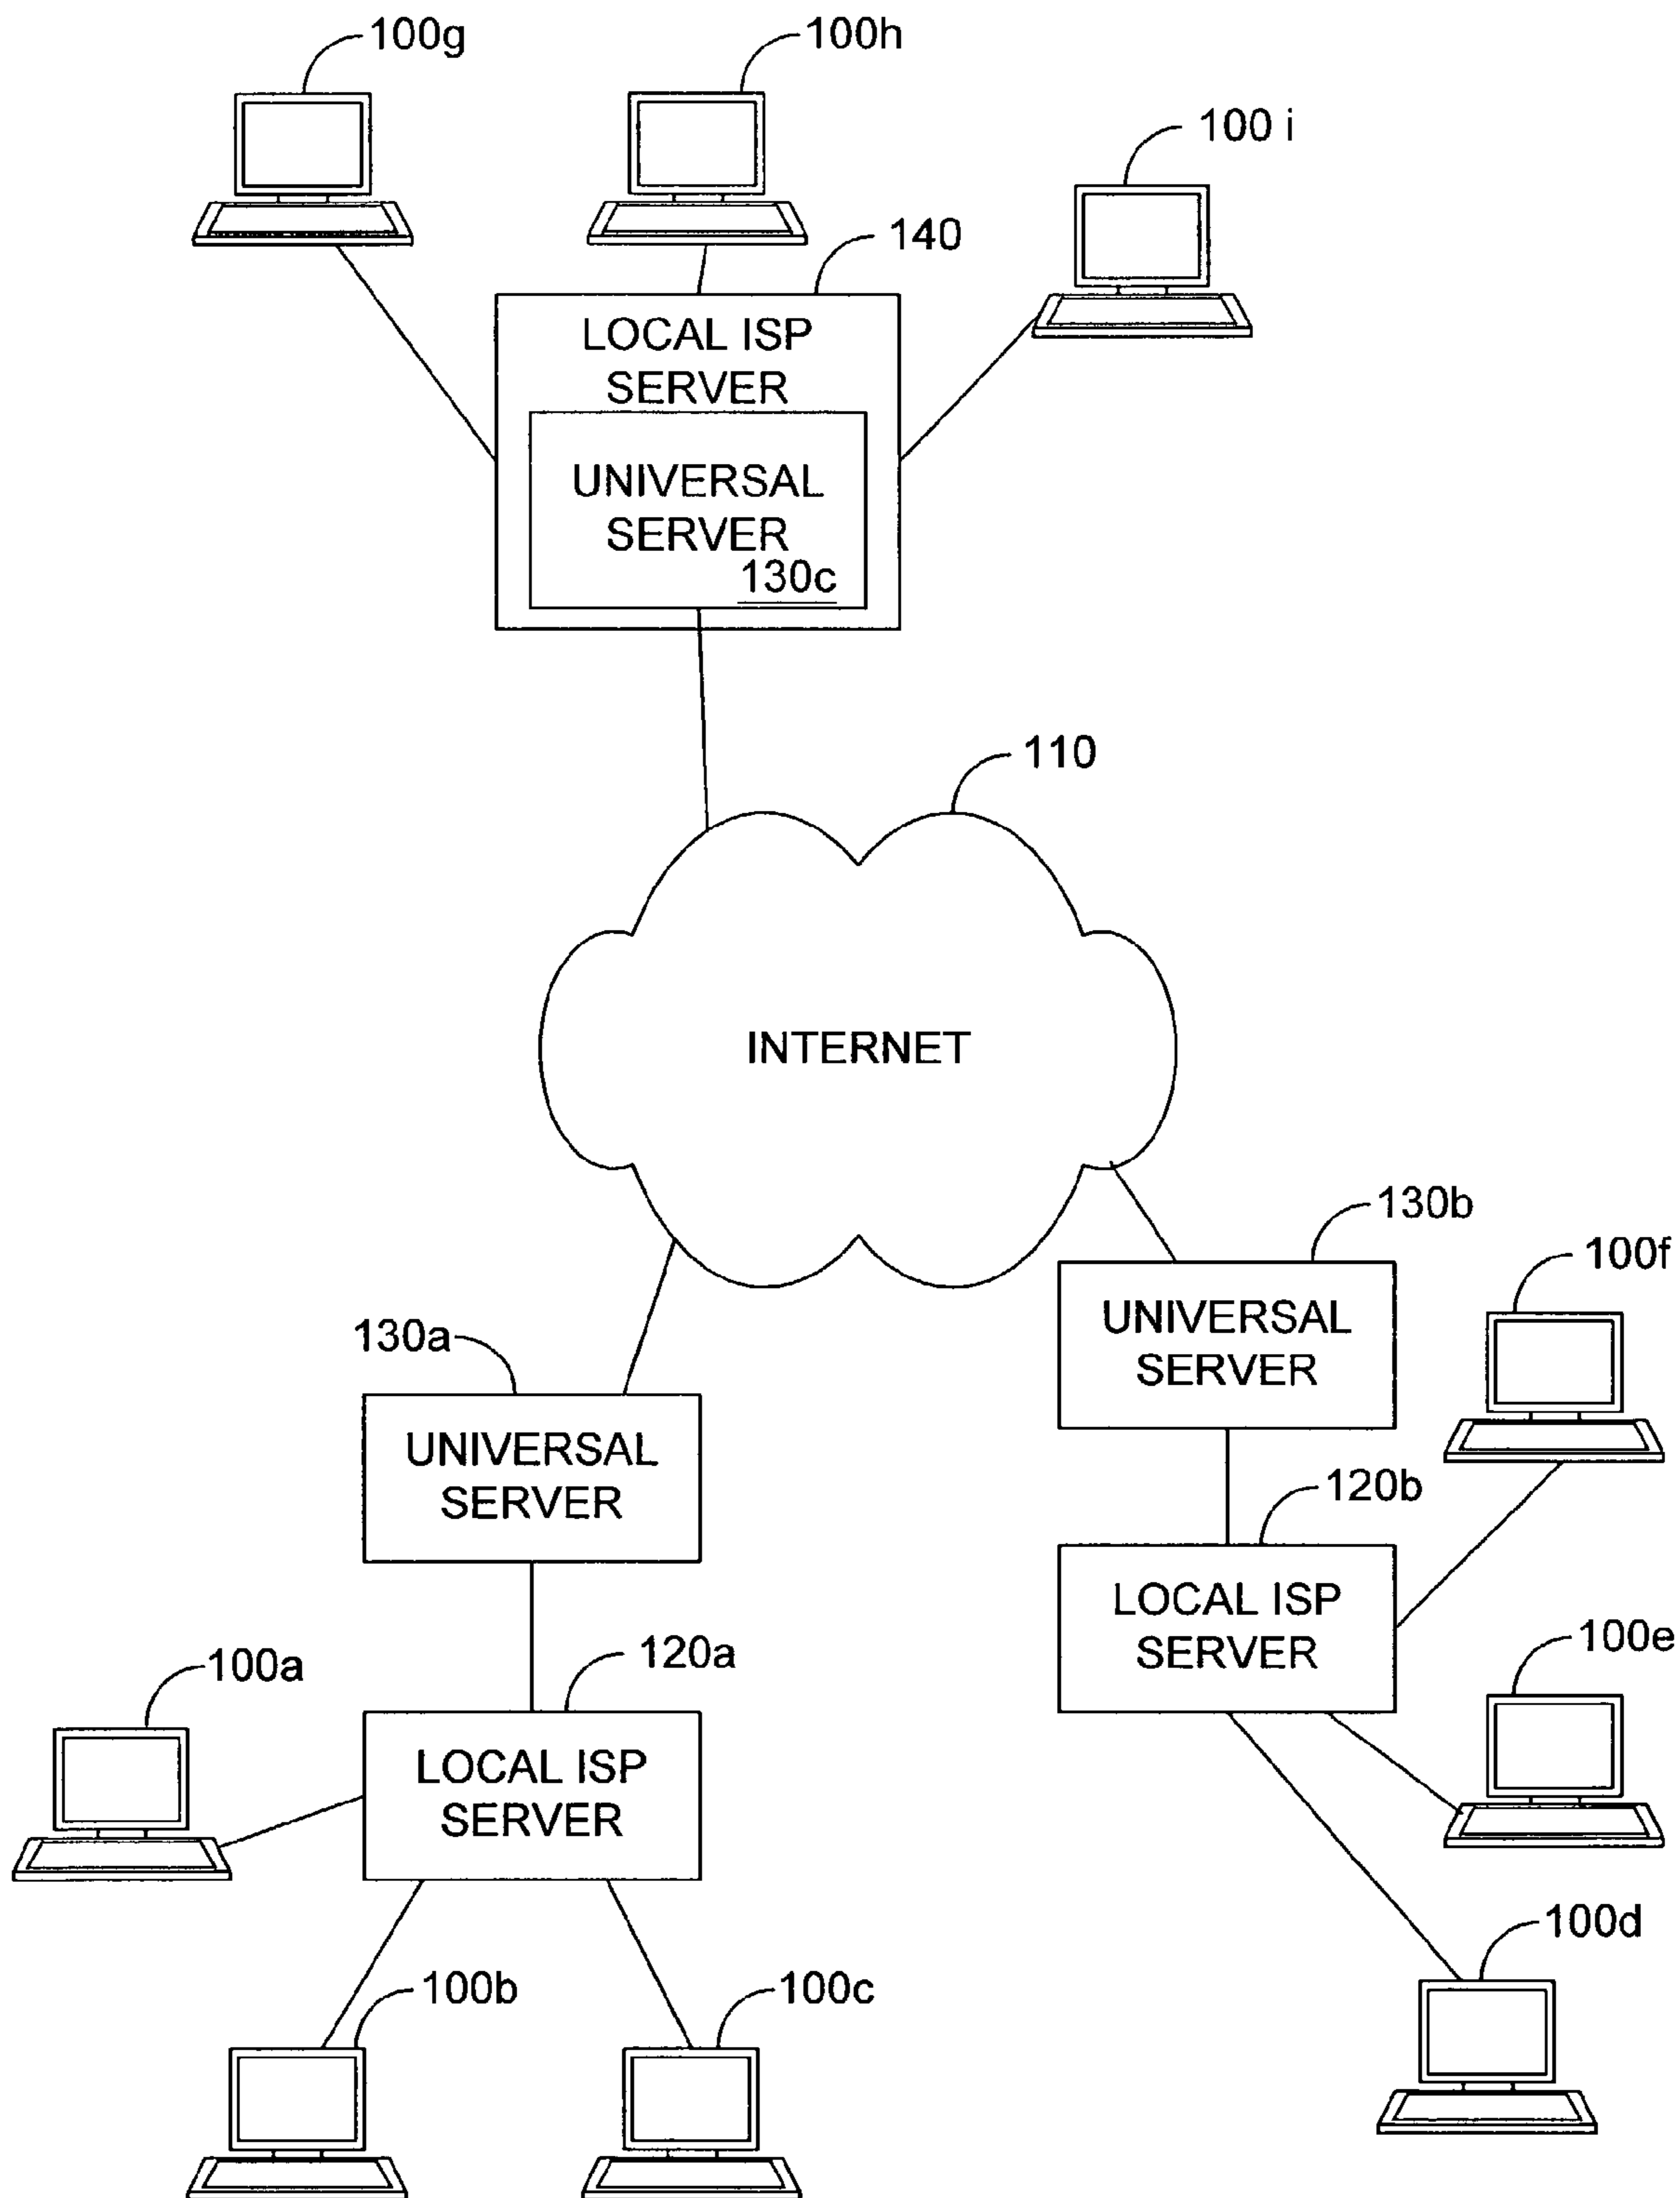 100g
100h
100 i
140
LOCAL ISP
SERVER
UNIVERSAL
SERVER
130c
110
INTERNET
130b
100f
UNIVERSAL
SERVER
130a
UNIVERSAL
SERVER
120b
LOCAL ISP
SERVER
100e
100a
120a
LOCAL ISP
SERVER
100d
100b
100c